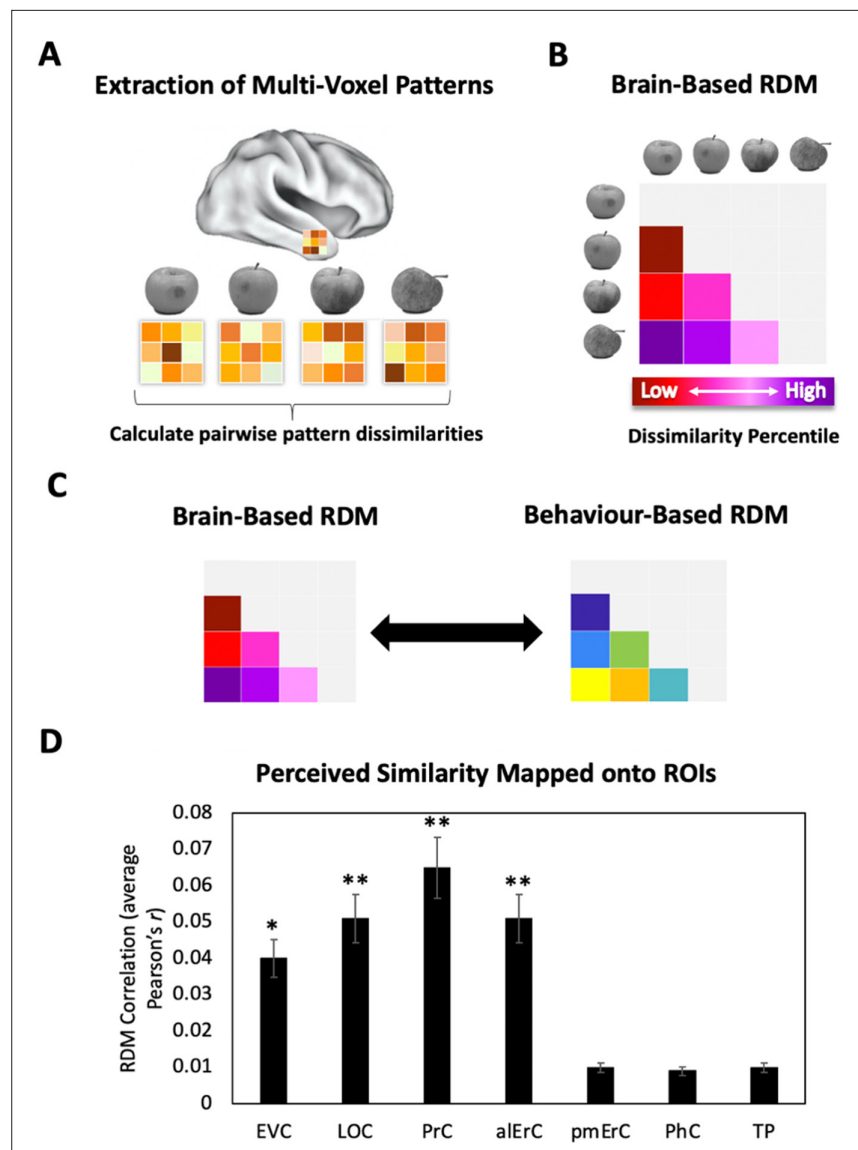 A
Extraction of Multi-Voxel Patterns
Calculate pairwise pattern dissimilarities
B
Brain-Based RDM
Low
High
Dissimilarity Percentile
C
Brain-Based RDM
Behaviour-Based RDM
D
Perceived Similarity Mapped onto ROIs
RDM Correlation (average
Pearson's r)
0.08
0.07
0.06
0.05
0.04
0.03
0.02
0.01
0
*
**
**
**
EVC
LOC
PrC
alErC
pmErC
PhC
TP